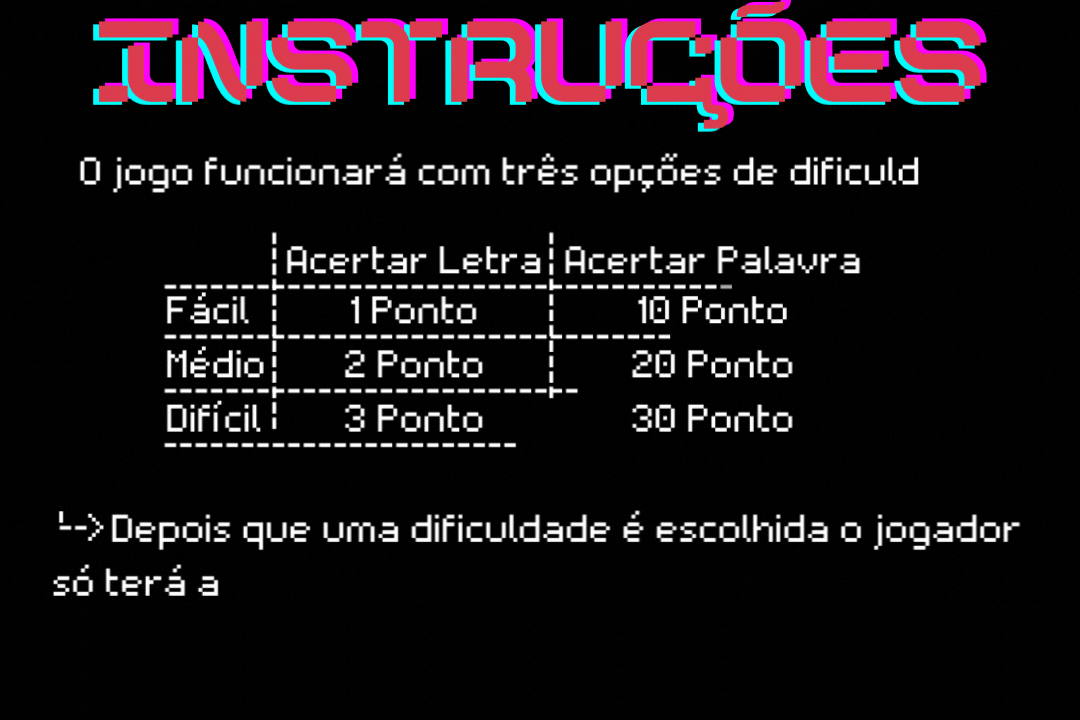 INSTRUÇÕES
O jogo funcionará com três opções de dificuld
Acertar Letra Acertar Palavra
Fácil 1 Ponto 10 Ponto
Médio 2 Ponto 20 Ponto
Difícil 3 Ponto 30 Ponto
└-->Depois que uma dificuldade é escolhida o jogador
só terá a